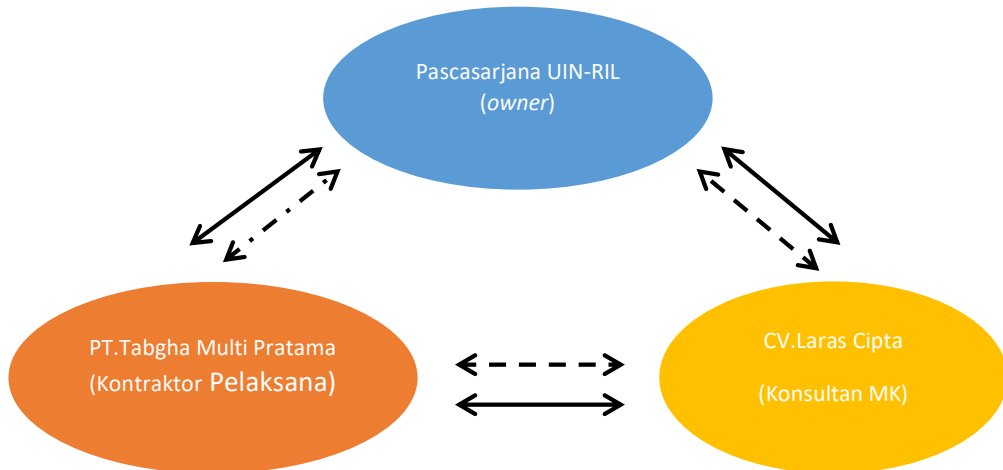 Pascasarjana UIN-RIL
(owner)
PT.Tabgha Multi Pratama
(Kontraktor Pelaksana)
CV.Laras Cipta
(Konsultan MK)